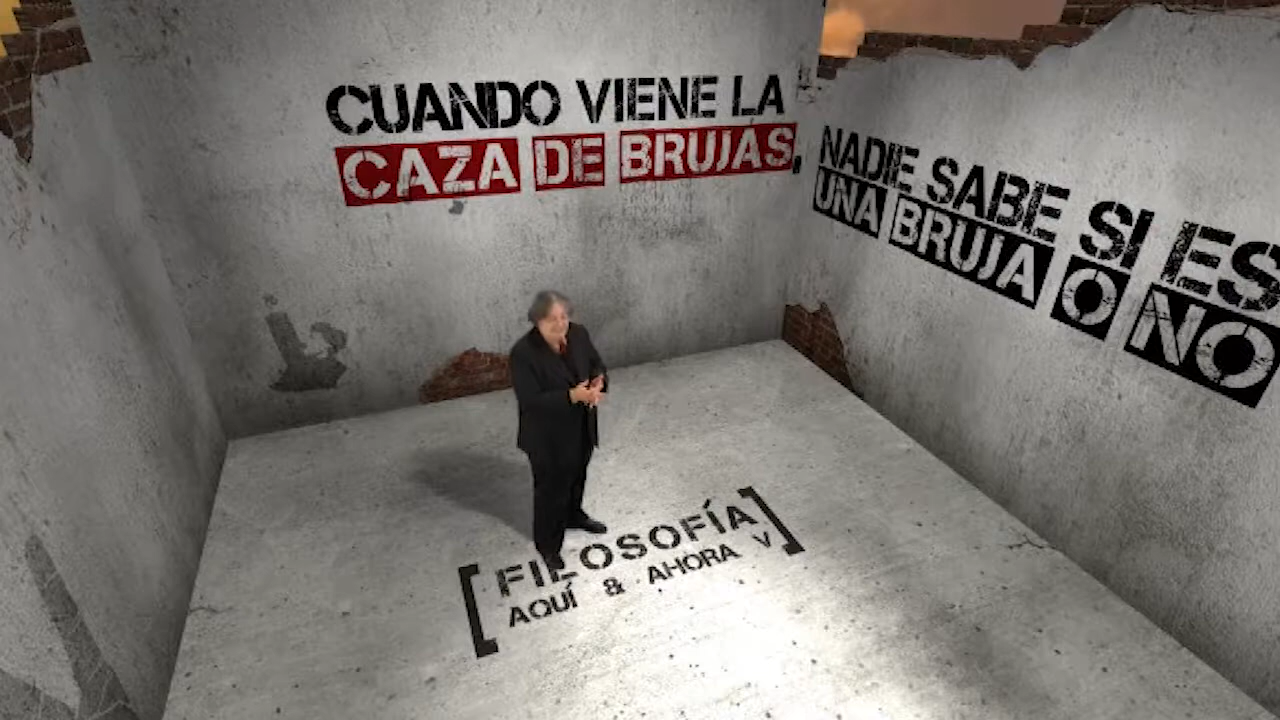 CUANDO VIENE LA
CAZA DE BRUJAS,
NADIE SABE SI ES
UNA BRUJA O NO
[FILOSOFÍA
AQUÍ & AHORA V]